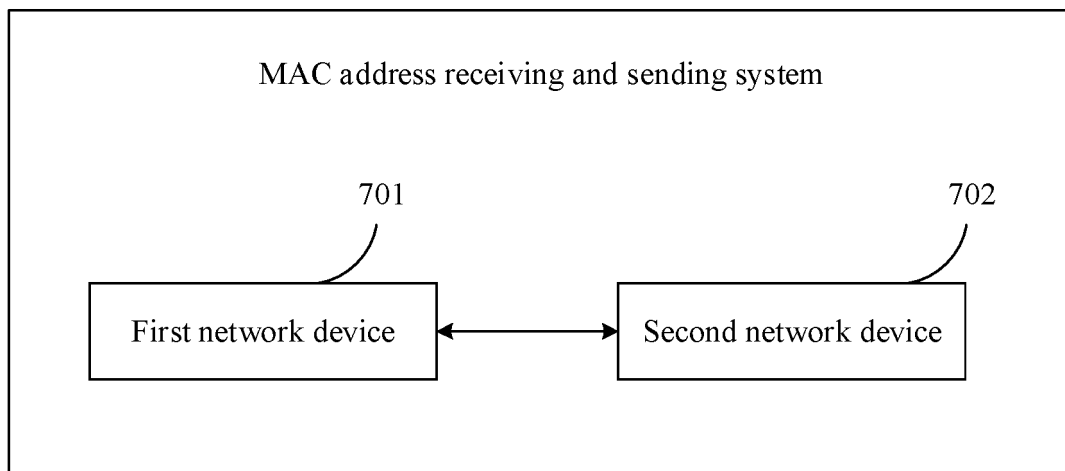 MAC address receiving and sending system
701
702
First network device
Second network device